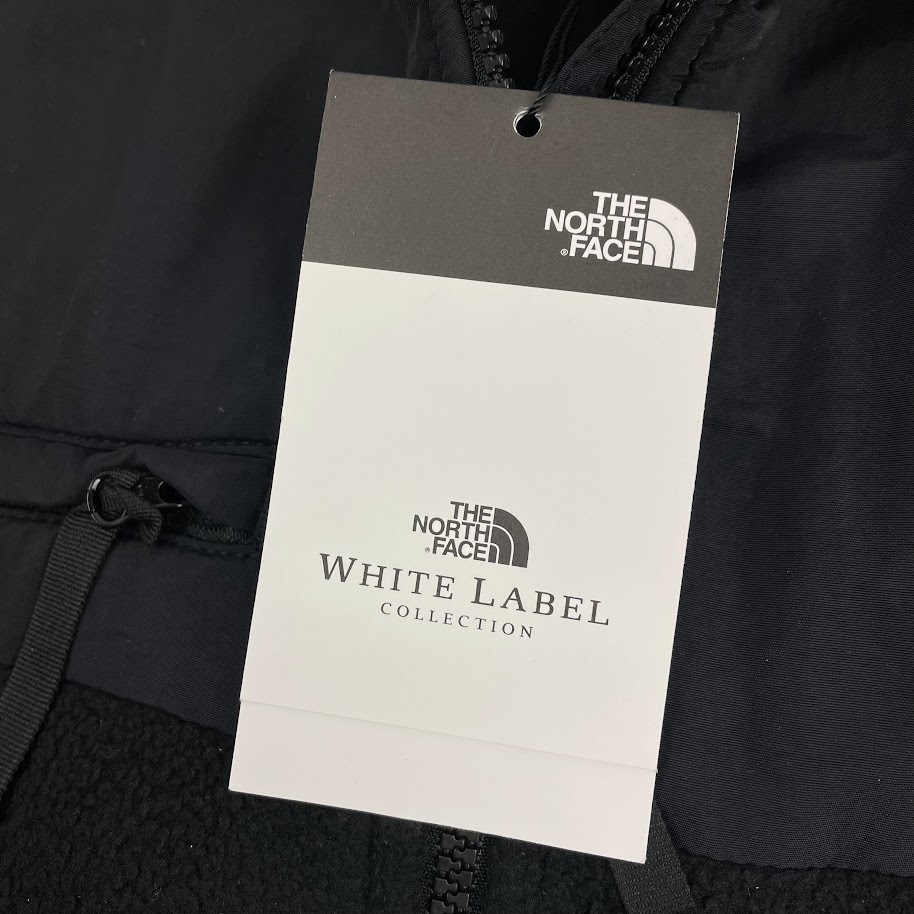 THE
NORTH
®FACE
THE
NORTH
®FACE
WHITE LABEL
COLLECTION